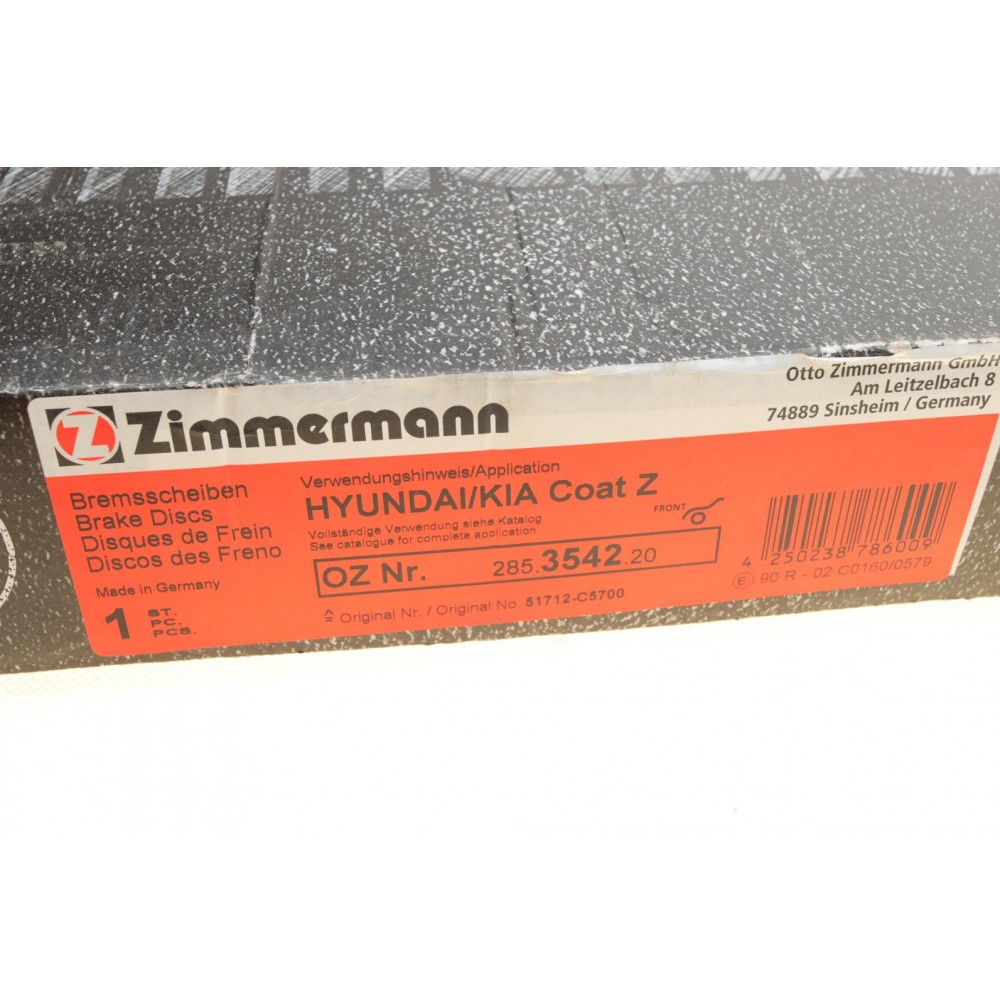 Otto Zimmermann GmbH
Am Leitzelbach 8
74889 Sinsheim / Germany
Z Zimmermann
Bremsscheiben
Brake Discs
Disques de Frein
Discos des Freno
Made in Germany
1 ST.
PC.
PCS.
Verwendungshinweis/Application
HYUNDAI/KIA Coat Z
Vollständige Verwendung siehe Katalog
See catalogue for complete application
FRONT
OZ Nr. 285.3542.20
≙ Original Nr. / Original No. 51712-C5700
4 250238 786009
E 90 R - 02 C0160/0579